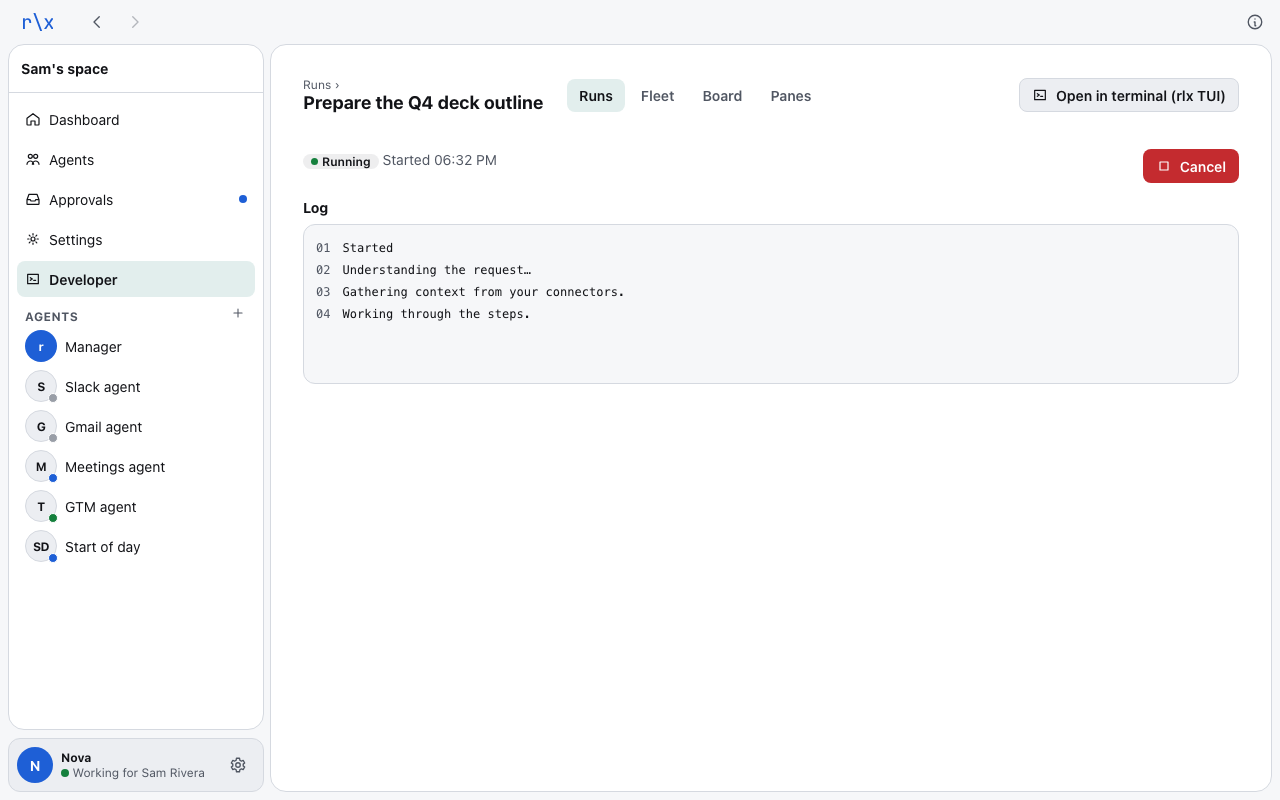 r\x
Sam's space
Dashboard
Agents
Approvals
Settings
Developer
AGENTS
r Manager
S Slack agent
G Gmail agent
M Meetings agent
T GTM agent
SD Start of day
N Nova
Working for Sam Rivera
Runs ›
Prepare the Q4 deck outline
Runs Fleet Board Panes
Open in terminal (rlx TUI)
Running Started 06:32 PM
Cancel
Log
01 Started
02 Understanding the request…
03 Gathering context from your connectors.
04 Working through the steps.